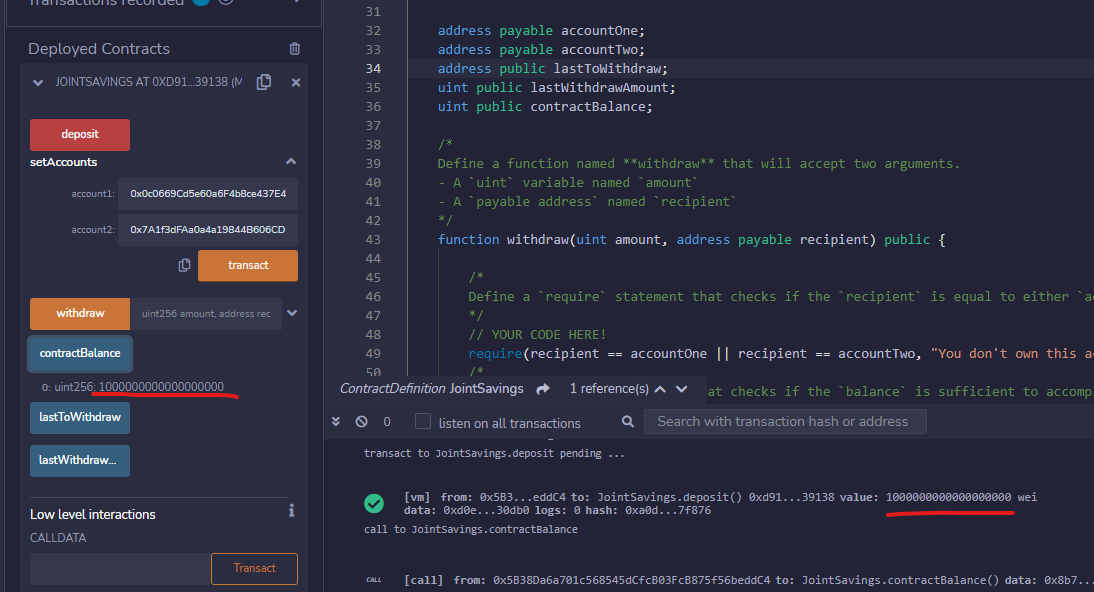 Transactions recorded
Deployed Contracts
JOINTSAVINGS AT 0XD91...39138 (M
deposit
setAccounts
account1: 0x0c0669Cd5e60a6F4b8ce437E4
account2: 0x7A1f3dFAa0a4a19844B606CD
transact
withdraw uint256 amount, address rec
contractBalance
0: uint256: 1000000000000000000
lastToWithdraw
lastWithdraw...
Low level interactions i
CALLDATA
Transact
31
32 address payable accountOne;
33 address payable accountTwo;
34 address public lastToWithdraw;
35 uint public lastWithdrawAmount;
36 uint public contractBalance;
37
38 /*
39 Define a function named **withdraw** that will accept two arguments.
40 - A `uint` variable named `amount`
41 - A `payable address` named `recipient`
42 */
43 function withdraw(uint amount, address payable recipient) public {
44
45 /*
46 Define a `require` statement that checks if the `recipient` is equal to either `a
47 */
48 // YOUR CODE HERE!
49 require(recipient == accountOne || recipient == accountTwo, "You don't own this a
50 /*
ContractDefinition JointSavings 1 reference(s) at checks if the `balance` is sufficient to accompl
0 listen on all transactions Search with transaction hash or address
transact to JointSavings.deposit pending ...
[vm] from: 0x5B3...eddC4 to: JointSavings.deposit() 0xd91...39138 value: 1000000000000000000 wei
data: 0xd0e...30db0 logs: 0 hash: 0xa0d...7f876
call to JointSavings.contractBalance
CALL [call] from: 0x5B38Da6a701c568545dCfcB03FcB875f56beddC4 to: JointSavings.contractBalance() data: 0x8b7...